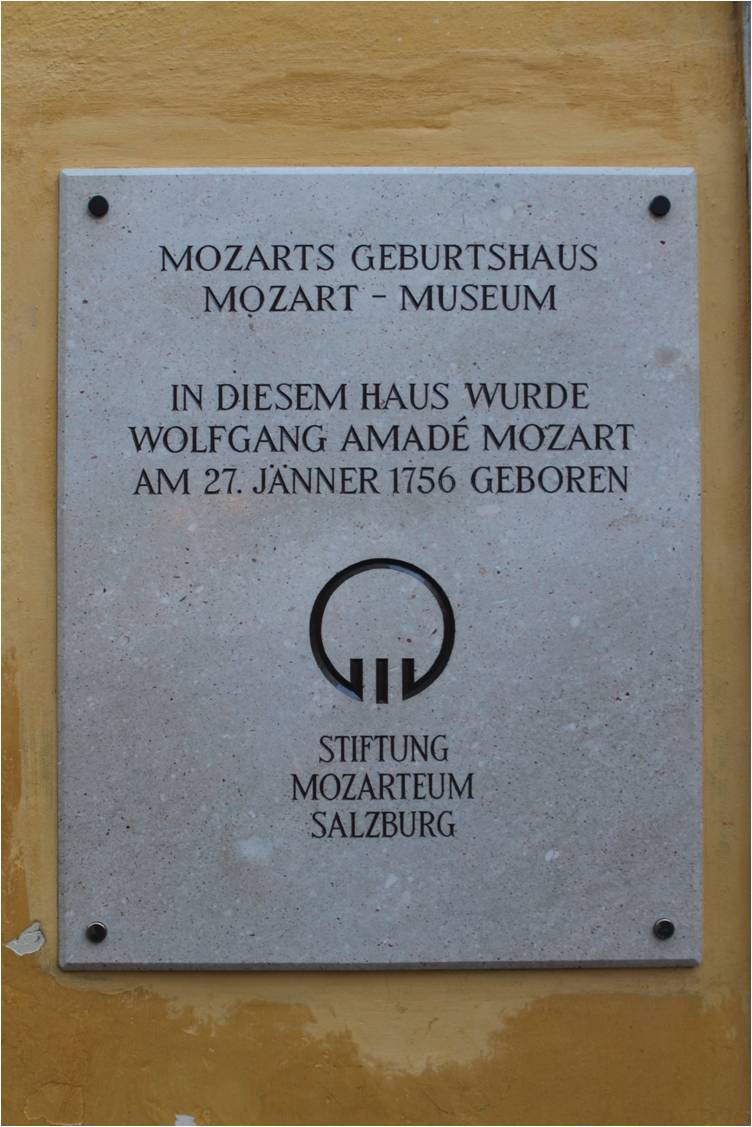 MOZARTS GEBURTSHAUS
MOZART - MUSEUM
IN DIESEM HAUS WURDE
WOLFGANG AMADÉ MOZART
AM 27. JÄNNER 1756 GEBOREN
STIFTUNG
MOZARTEUM
SALZBURG